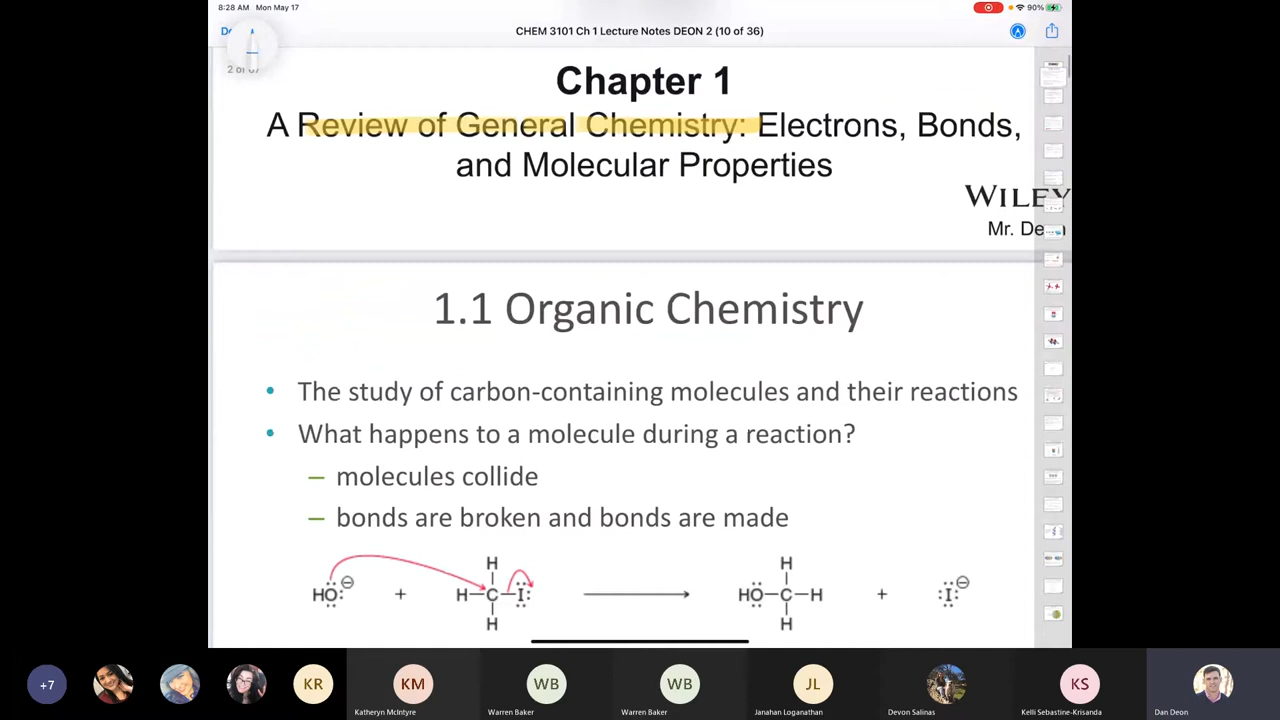 8:28 AM Mon May 17
90%
CHEM 3101 Ch 1 Lecture Notes DEON 2 (10 of 36)
Chapter 1
A Review of General Chemistry: Electrons, Bonds,
and Molecular Properties
WILEY
Mr. De
1.1 Organic Chemistry
• The study of carbon-containing molecules and their reactions
• What happens to a molecule during a reaction?
– molecules collide
– bonds are broken and bonds are made
H H
HO ⊖ + H–C–I HO–C–H + I ⊖
H H
+7 KR KM WB WB JL KS
Katheryn McIntyre Warren Baker Warren Baker Janahan Loganathan Devon Salinas Kelli Sebastine-Krisanda Dan Deon